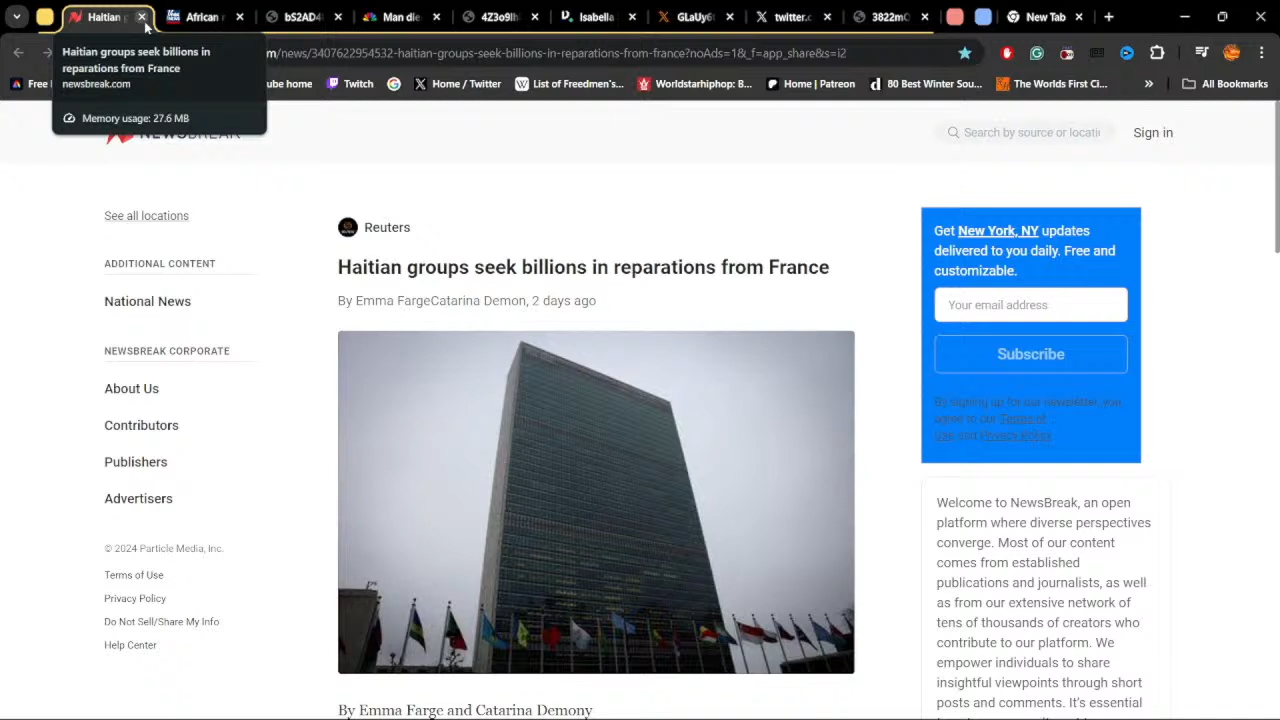 Haitian
African r
bS2AD4
Man die
4Z3o9lh
Isabella
GLaUy6
twitter.c
3822m
New Tab
Haitian groups seek billions in
reparations from France
newsbreak.com
Memory usage: 27.6 MB
m/news/3407622954532-haitian-groups-seek-billions-in-reparations-from-france?noAds=1&_f=app_share&s=i2
Free
ube home
Twitch
Home / Twitter
List of Freedmen's...
Worldstarhiphop: B...
Home | Patreon
80 Best Winter Sou...
The Worlds First Cl...
All Bookmarks
NEWSBREAK
Search by source or locati
Sign in
See all locations
ADDITIONAL CONTENT
National News
NEWSBREAK CORPORATE
About Us
Contributors
Publishers
Advertisers
© 2024 Particle Media, Inc.
Terms of Use
Privacy Policy
Do Not Sell/Share My Info
Help Center
Reuters
Haitian groups seek billions in reparations from France
By Emma FargeCatarina Demon, 2 days ago
By Emma Farge and Catarina Demony
Get New York, NY updates
delivered to you daily. Free and
customizable.
Your email address
Subscribe
By signing up for our newsletter, you
agree to our Terms of
Use and Privacy Policy
Welcome to NewsBreak, an open
platform where diverse perspectives
converge. Most of our content
comes from established
publications and journalists, as well
as from our extensive network of
tens of thousands of creators who
contribute to our platform. We
empower individuals to share
insightful viewpoints through short
posts and comments. It's essential